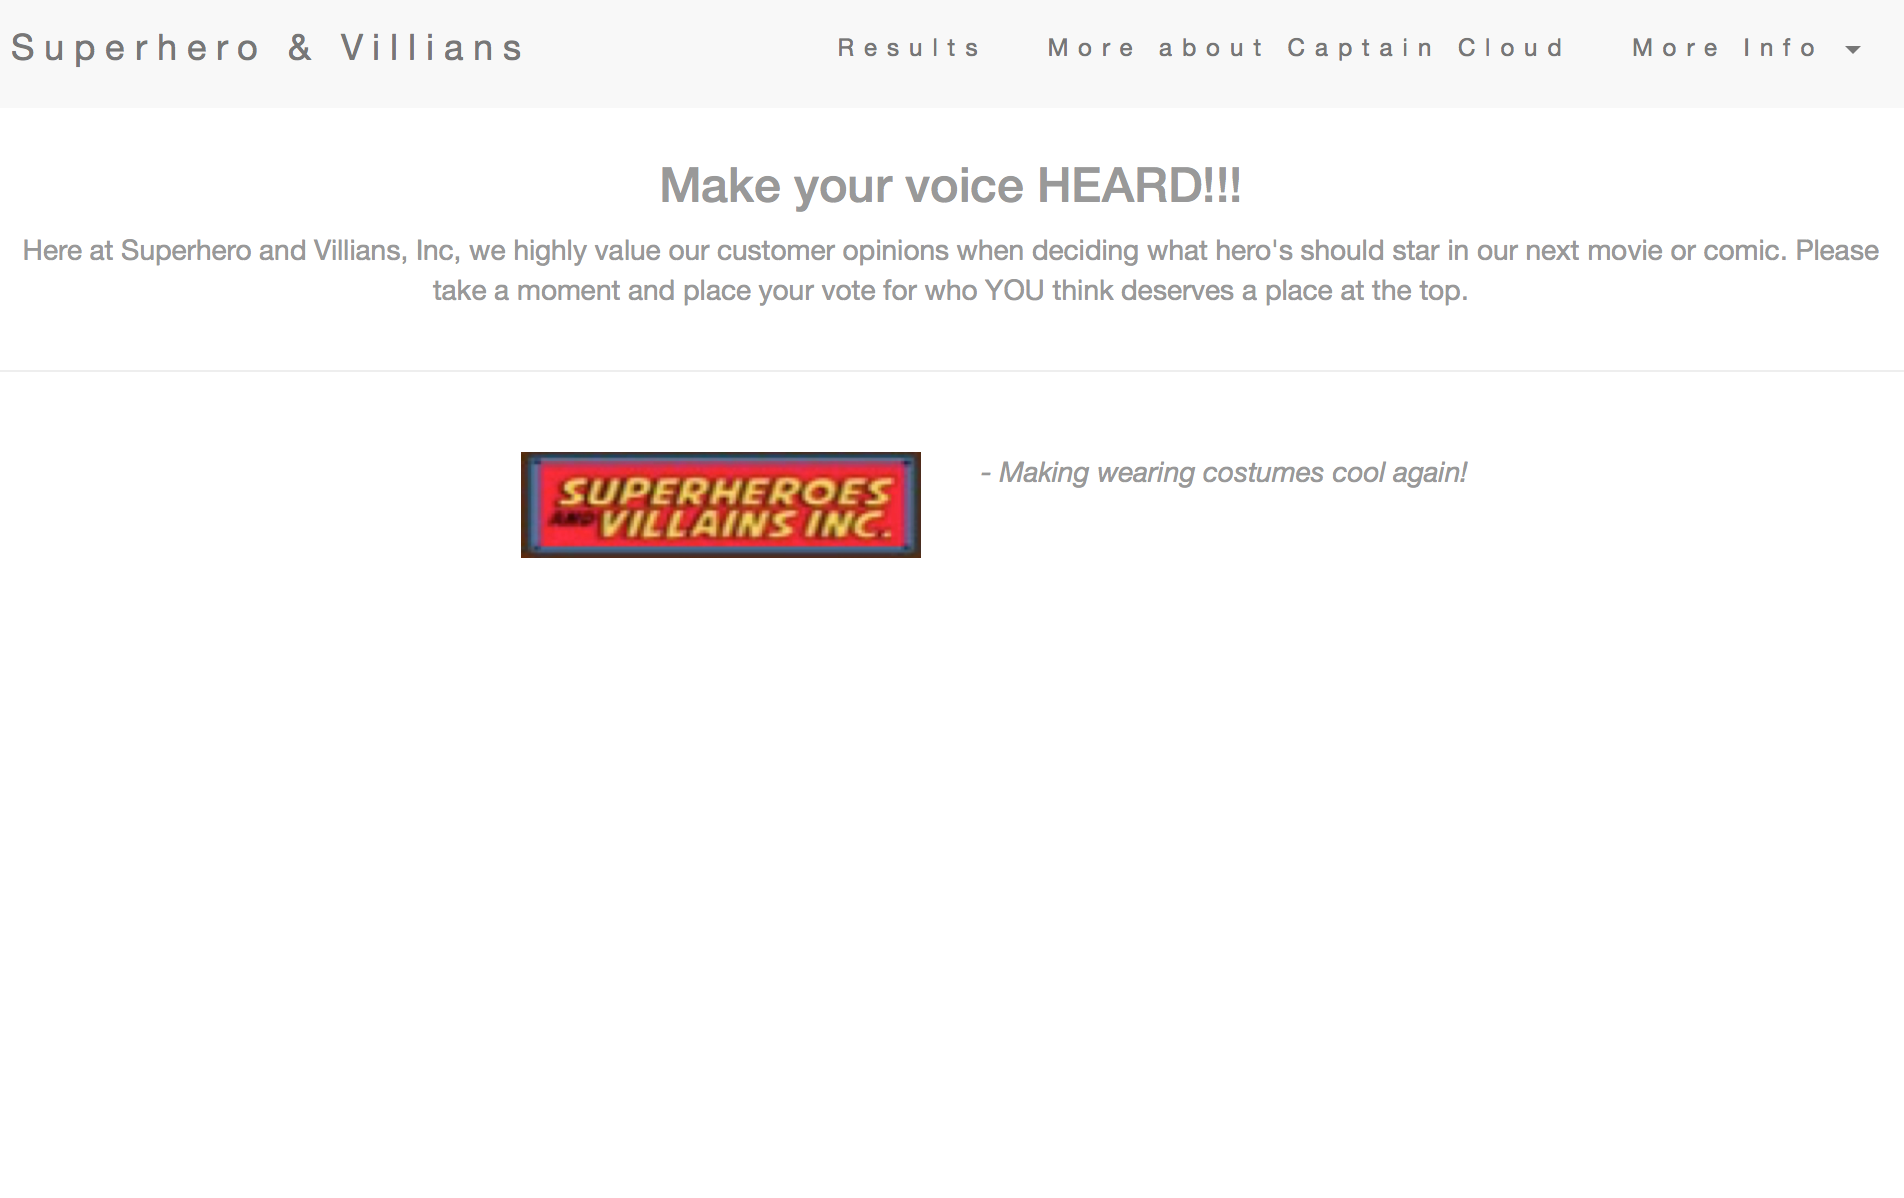 Superhero & Villians
Results
More about Captain Cloud
More Info
Make your voice HEARD!!!
Here at Superhero and Villians, Inc, we highly value our customer opinions when deciding what hero's should star in our next movie or comic. Please
take a moment and place your vote for who YOU think deserves a place at the top.
SUPERHEROES
AND VILLAINS INC.
- Making wearing costumes cool again!